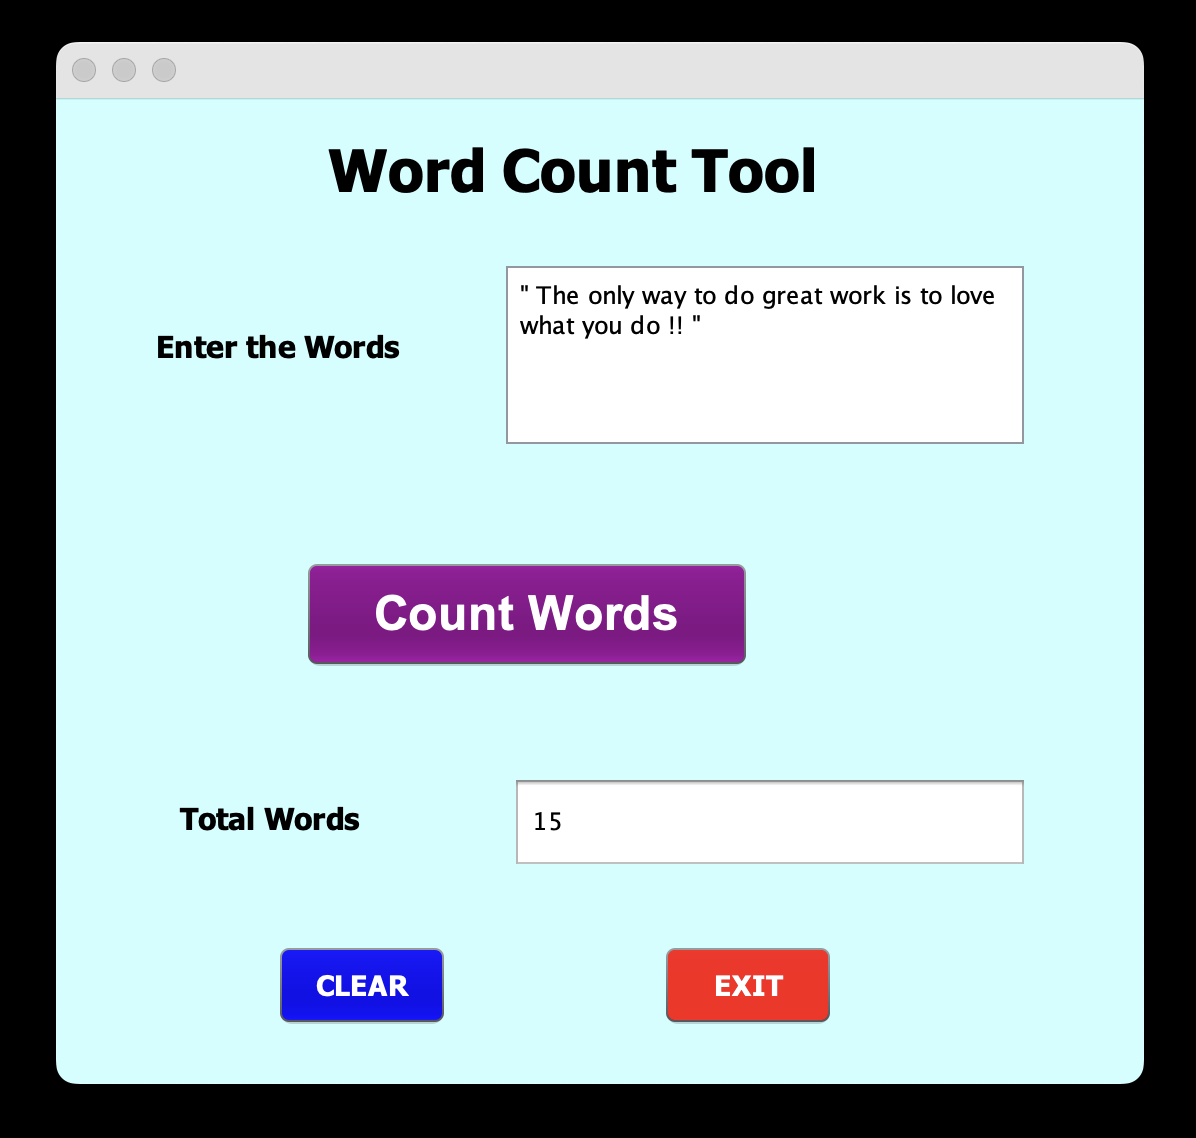 Word Count Tool
Enter the Words
" The only way to do great work is to love
what you do !! "
Count Words
Total Words
15
CLEAR
EXIT